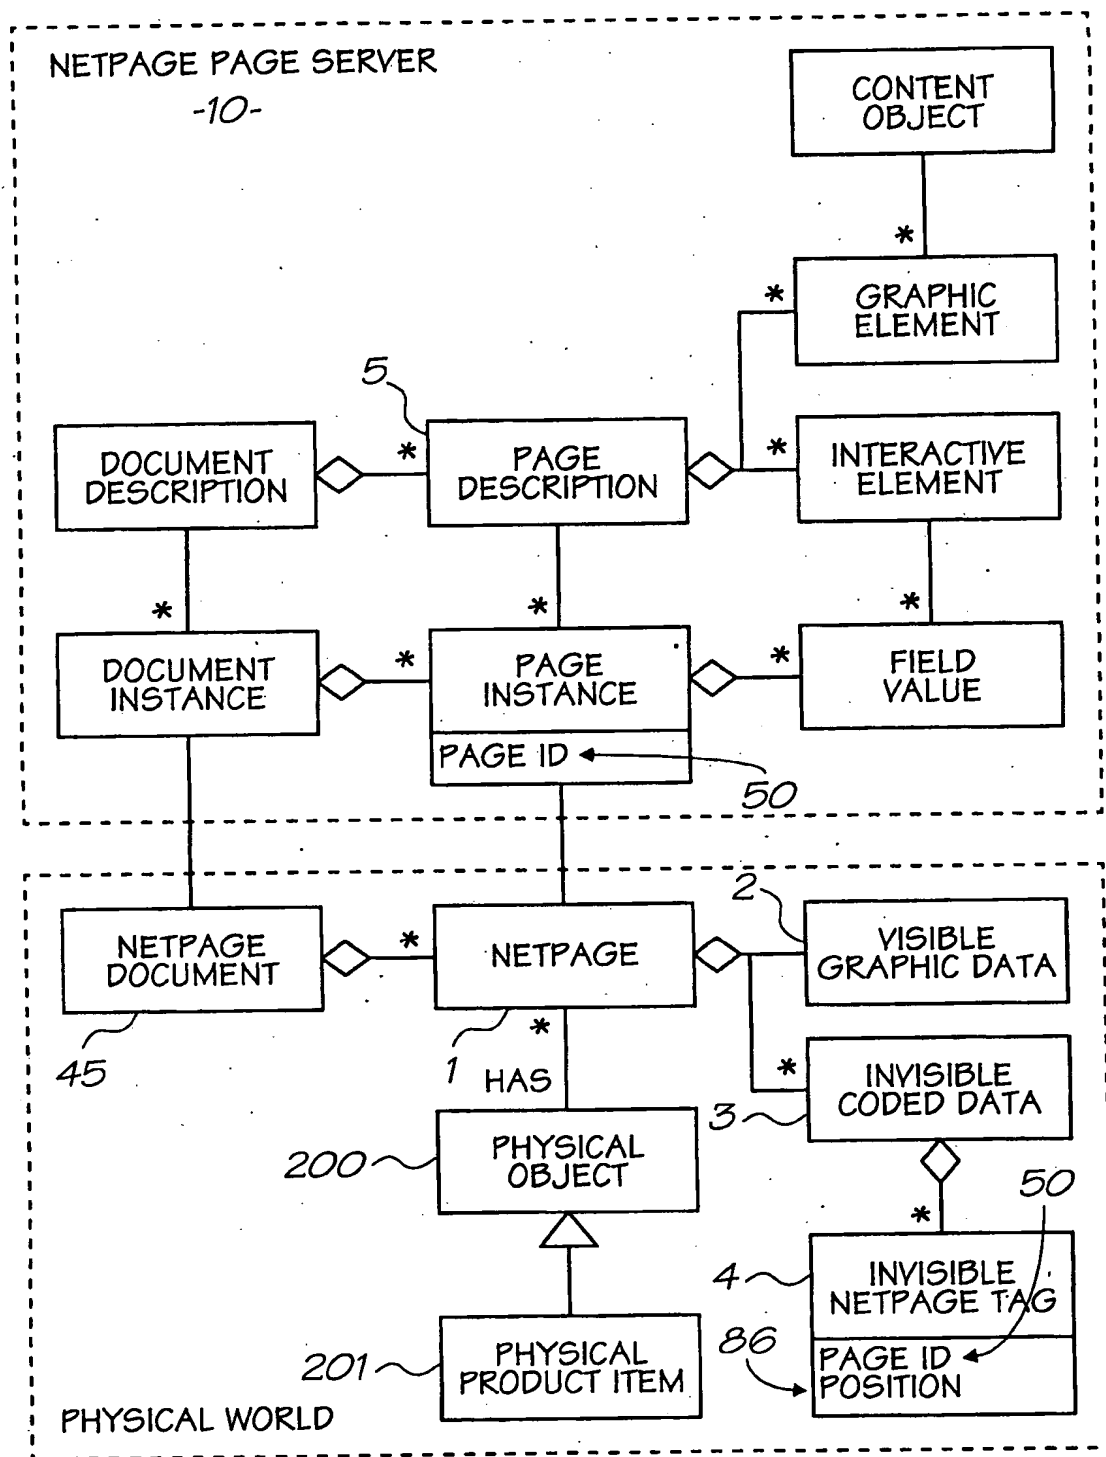 NETPAGE PAGE SERVER
-10-
CONTENT
OBJECT
*
*
GRAPHIC
ELEMENT
5
DOCUMENT
DESCRIPTION
*
PAGE
DESCRIPTION
*
INTERACTIVE
ELEMENT
*
*
*
DOCUMENT
INSTANCE
*
PAGE
INSTANCE
*
FIELD
VALUE
PAGE ID
50
NETPAGE
DOCUMENT
45
*
NETPAGE
1
*
HAS
2
VISIBLE
GRAPHIC DATA
*
INVISIBLE
CODED DATA
3
200
PHYSICAL
OBJECT
50
*
4
INVISIBLE
NETPAGE TAG
86
PAGE ID
POSITION
201
PHYSICAL
PRODUCT ITEM
PHYSICAL WORLD